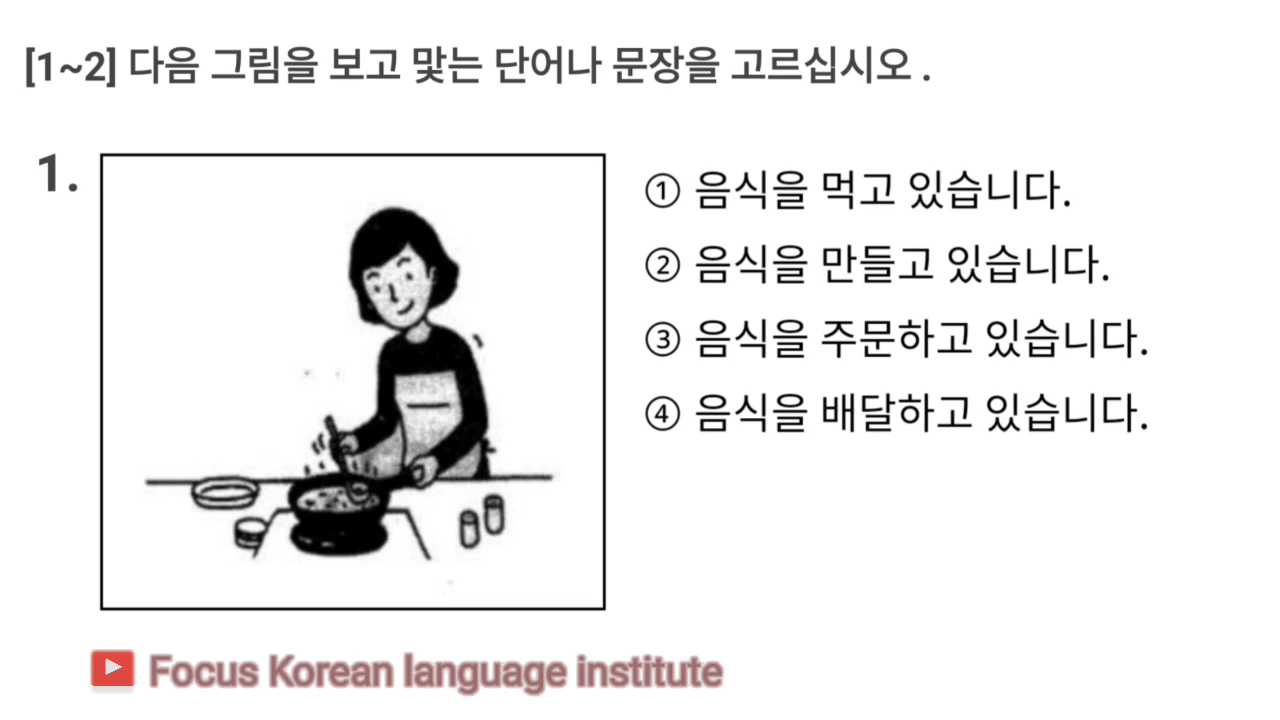 [1~2] 다음 그림을 보고 맞는 단어나 문장을 고르십시오 .
1.
① 음식을 먹고 있습니다.
② 음식을 만들고 있습니다.
③ 음식을 주문하고 있습니다.
④ 음식을 배달하고 있습니다.
Focus Korean language institute